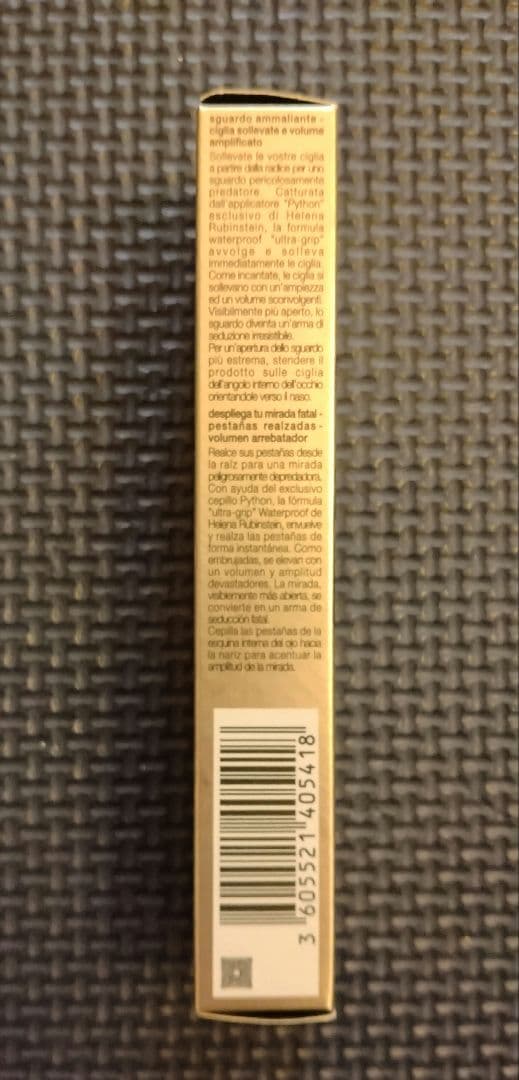 sguardo ammaliante -
ciglia sollevate e volume
amplificato
Sollevate le vostre ciglia
a partire dalla radice per uno
sguardo pericolosamente
predatore. Catturata
dall'applicatore "Python"
esclusivo di Helena
Rubinstein, la formula
waterproof "ultra-grip"
avvolge e solleva
immediatamente le ciglia.
Come incantate, le ciglia si
sollevano con un'ampiezza
ed un volume sconvolgenti.
Visibilmente più aperto, lo
sguardo diventa un'arma di
seduzione irresistibile.
Per un'apertura dello sguardo
più estrema, stendere il
prodotto sulle ciglia
dell'angolo interno dell'occhio
orientandole verso il naso.
despliega tu mirada fatal -
pestañas realzadas -
volumen arrebatador
Realce sus pestañas desde
la raíz para una mirada
peligrosamente depredadora.
Con ayuda del exclusivo
cepillo Python, la fórmula
"ultra-grip" Waterproof de
Helena Rubinstein, envuelve
y realza las pestañas de
forma instantánea. Como
embrujadas, se elevan con
un volumen y amplitud
devastadores. La mirada,
visiblemente más abierta, se
convierte en un arma de
seducción fatal.
Cepilla las pestañas de la
esquina interna del ojo hacia
la nariz para acentuar la
amplitud de la mirada.
3 605521 405418